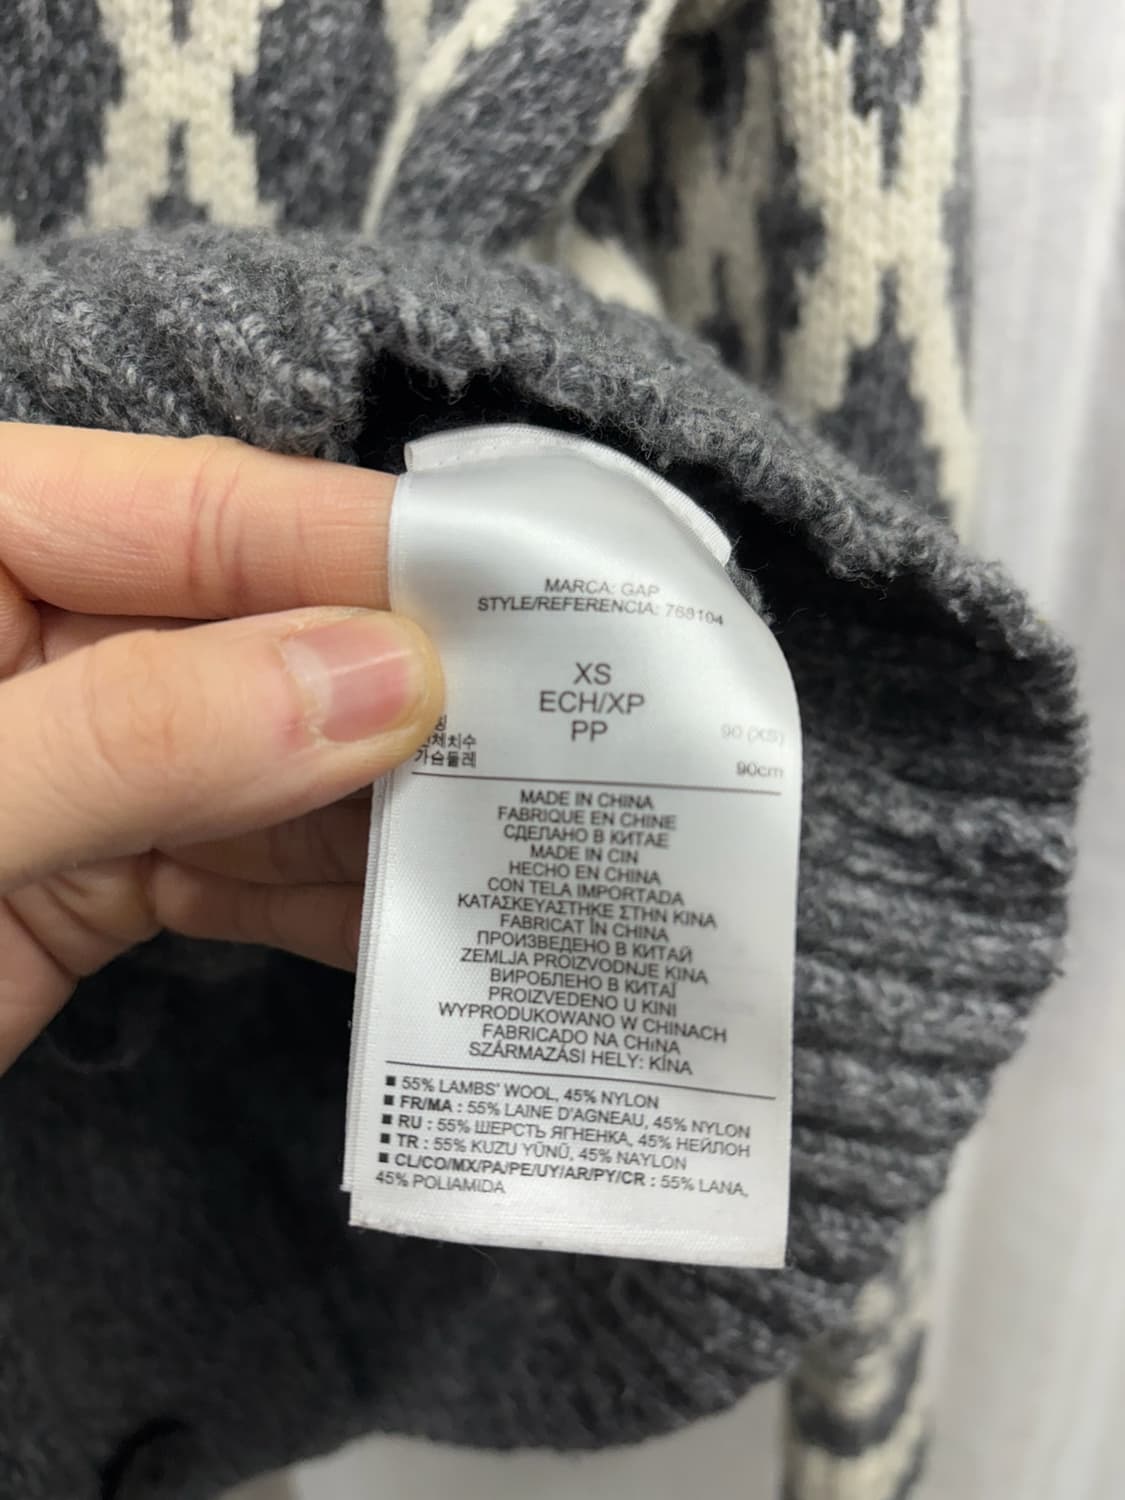 MARCA: GAP
STYLE/REFERENCIA: 768104
XS
ECH/XP
PP
90 (XS)
가슴둘레 90cm
MADE IN CHINA
FABRIQUE EN CHINE
СДЕЛАНО В КИТАЕ
MADE IN CIN
HECHO EN CHINA
CON TELA IMPORTADA
ΚΑΤΑΣΚΕΥΑΣΤΗΚΕ ΣΤΗΝ ΚΙΝΑ
FABRICAT ÎN CHINA
ПРОИЗВЕДЕНО В КИТАЙ
ZEMLJA PROIZVODNJE KINA
ВИРОБЛЕНО В КИТАЇ
PROIZVEDENO U KINI
WYPRODUKOWANO W CHINACH
FABRICADO NA CHINA
SZÁRMAZÁSI HELY: KÍNA
■ 55% LAMBS' WOOL, 45% NYLON
■ FR/MA : 55% LAINE D'AGNEAU, 45% NYLON
■ RU : 55% ШЕРСТЬ ЯГНЕНКА, 45% НЕЙЛОН
■ TR : 55% KUZU YÜNÜ, 45% NAYLON
■ CL/CO/MX/PA/PE/UY/AR/PY/CR : 55% LANA,
45% POLIAMIDA